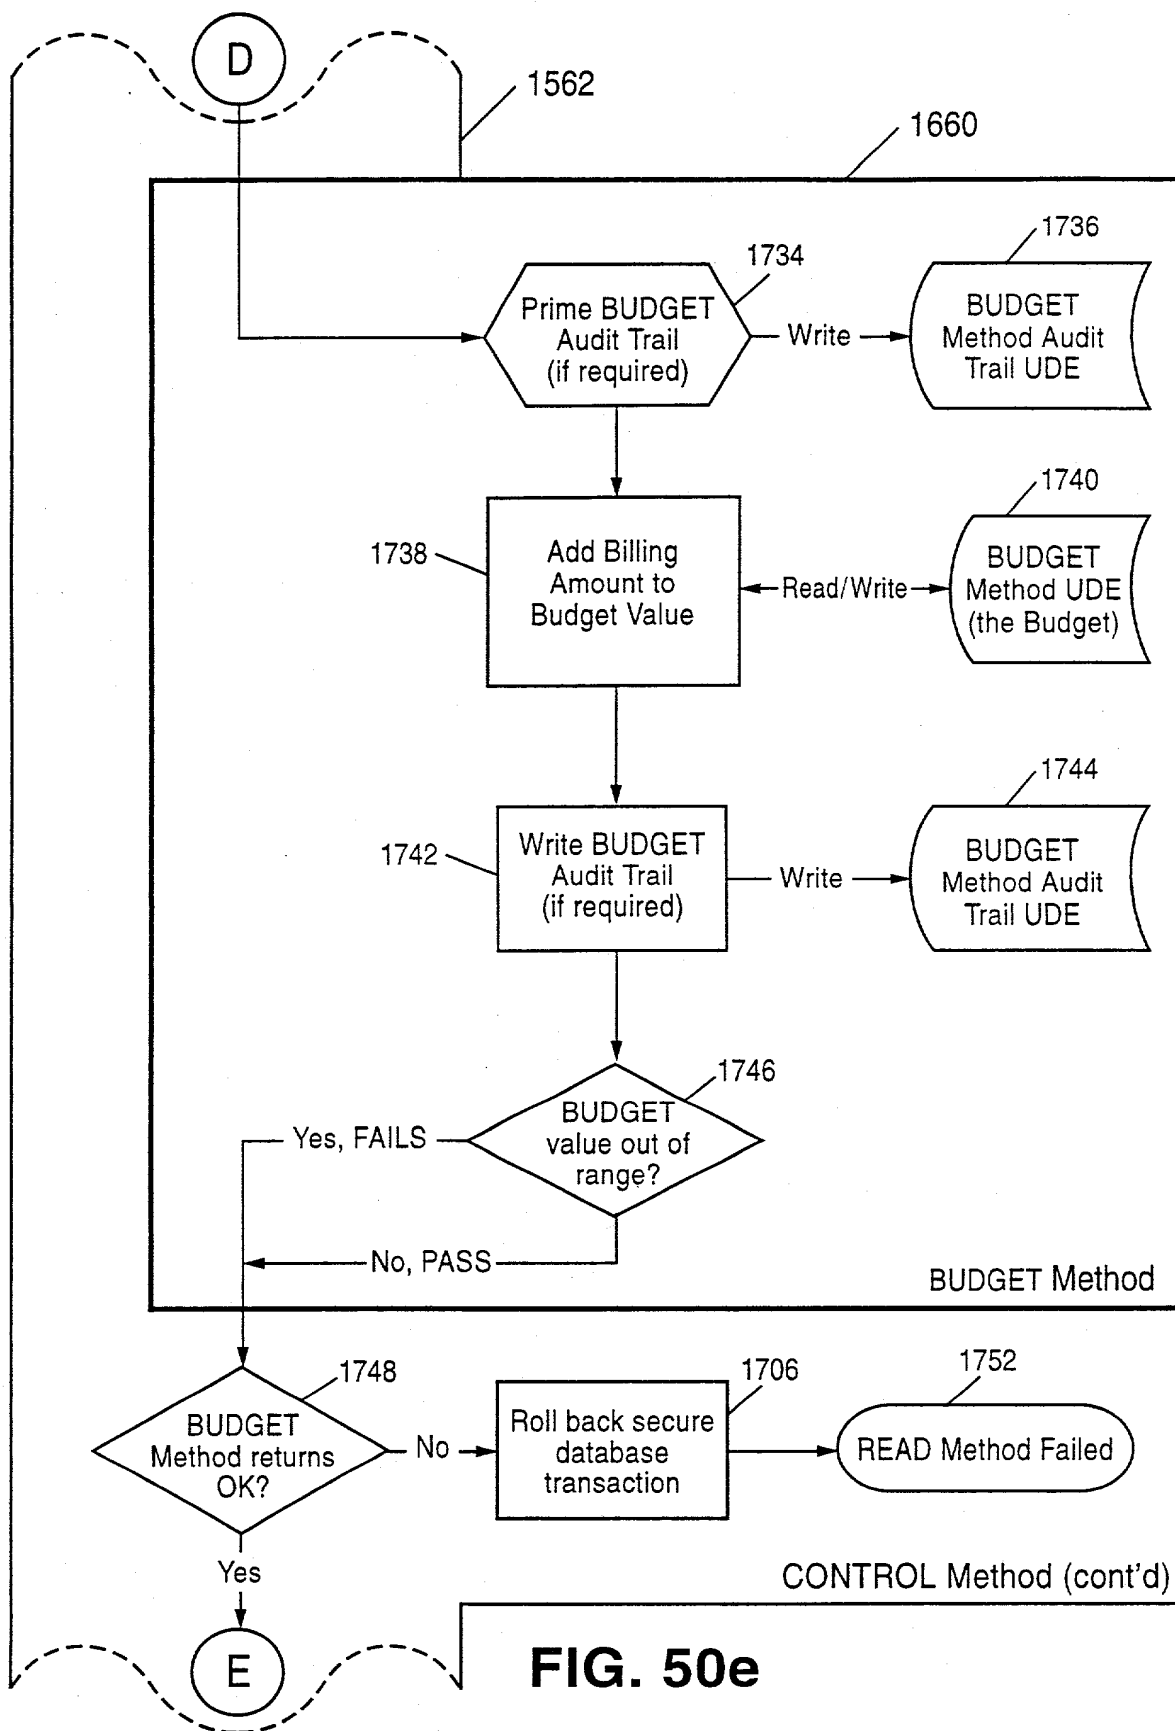 D
1562
1660
1736
1734
Prime BUDGET
Audit Trail
(if required)
Write
BUDGET
Method Audit
Trail UDE
1740
1738
Add Billing
Amount to
Budget Value
Read/Write
BUDGET
Method UDE
(the Budget)
1744
1742
Write BUDGET
Audit Trail
(if required)
Write
BUDGET
Method Audit
Trail UDE
1746
BUDGET
value out of
range?
Yes, FAILS
No, PASS
BUDGET Method
1748
BUDGET
Method returns
OK?
No
1706
Roll back secure
database
transaction
1752
READ Method Failed
Yes
CONTROL Method (cont'd)
E
FIG. 50e